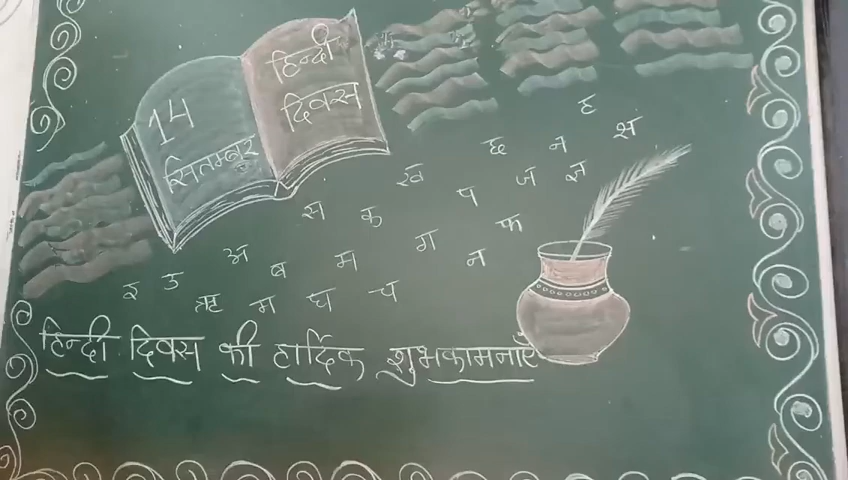 14
सितम्बर
हिन्दी
दिवस
ह
छ न क्ष
ख प ज ज्ञ
स क ग फ
अ ब म न
इ उ ऋ म घ च
हिन्दी दिवस की हार्दिक शुभकामनाएँ